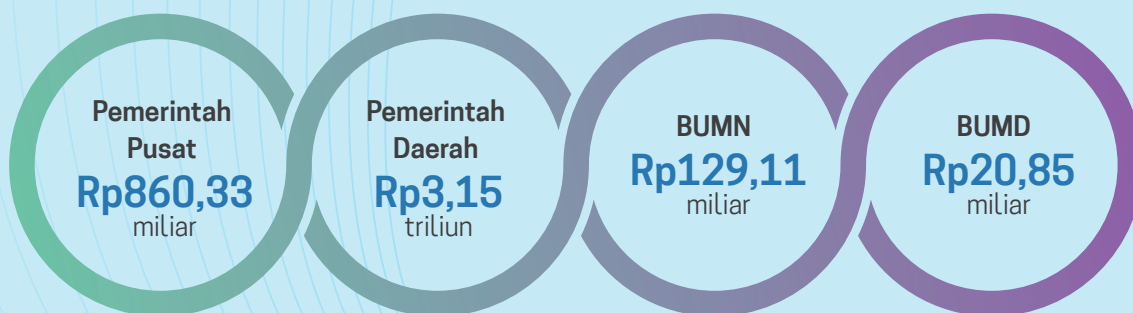 Pemerintah
Pusat
Rp860,33
miliar
Pemerintah
Daerah
Rp3,15
triliun
BUMN
Rp129,11
miliar
BUMD
Rp20,85
miliar